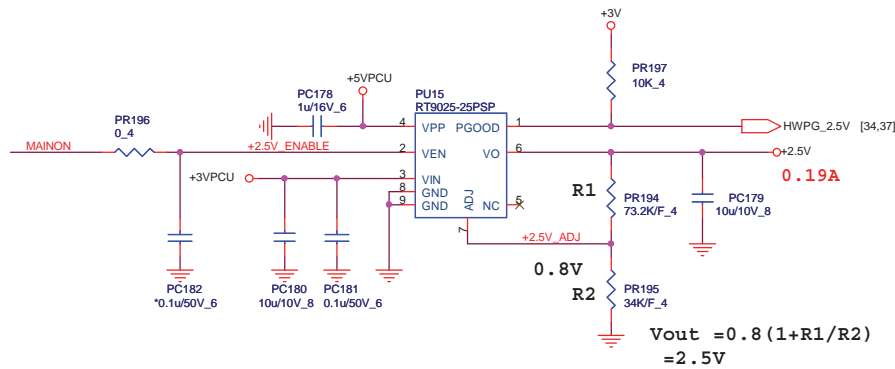 +3V
+5VPCU
PR197
10K_4
PC178
1u/16V_6
PU15
RT9025-25PSP
PR196
0_4
4 VPP PGOOD 1
HWPG_2.5V [34,37]
MAINON
+2.5V_ENABLE
2 VEN VO 6
+2.5V
0.19A
+3VPCU
3 VIN
8 GND
9 GND
ADJ
NC 5
7
R1
PR194
73.2K/F_4
PC179
10u/10V_8
+2.5V_ADJ
0.8V
R2
PR195
34K/F_4
PC182
*0.1u/50V_6
PC180
10u/10V_8
PC181
0.1u/50V_6
Vout =0.8(1+R1/R2)
=2.5V